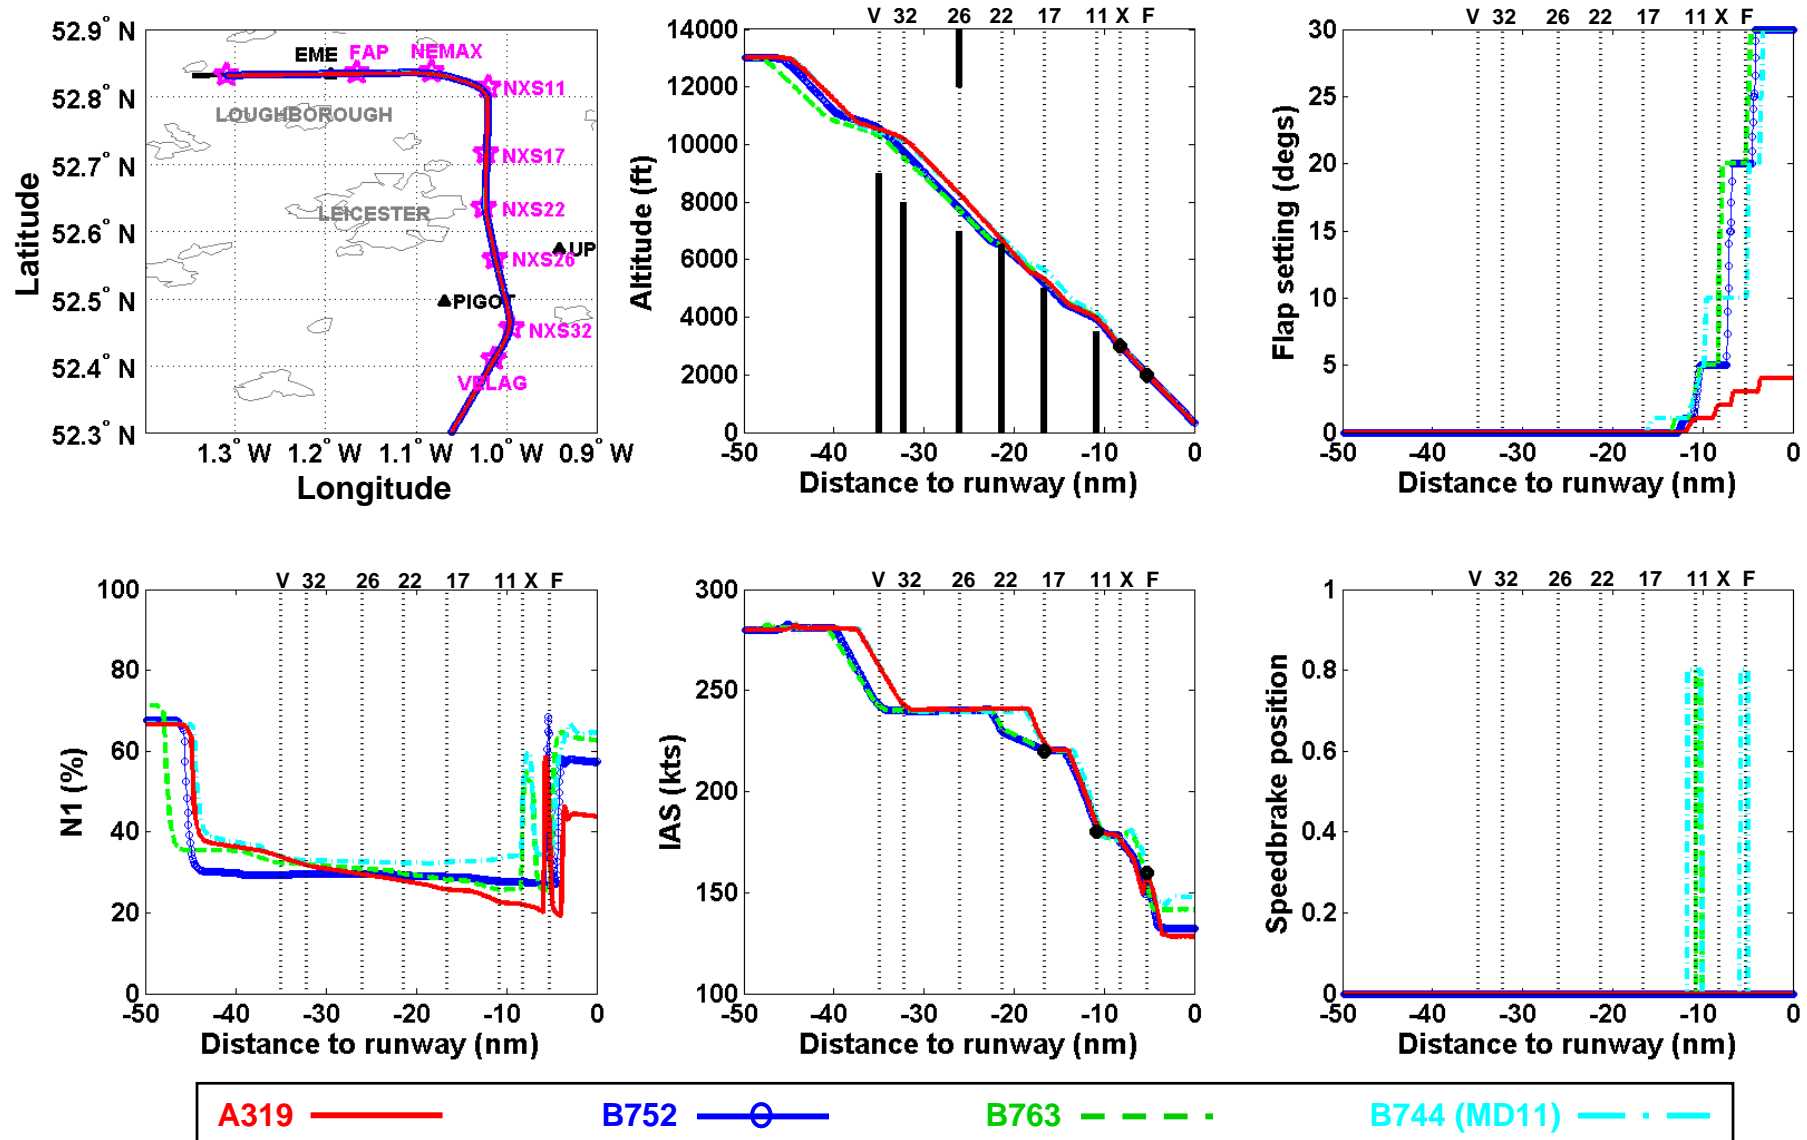 52.9° N
52.8° N
52.7° N
52.6° N
52.5° N
52.4° N
52.3° N
Latitude
1.3° W 1.2° W 1.1° W 1.0° W 0.9° W
Longitude
EME
FAP
NEMAX
NXS11
LOUGHBOROUGH
NXS17
NXS22
LEICESTER
UP
NXS26
PIGOT
NXS32
VELAG
V 32 26 22 17 11 X F
14000
12000
10000
8000
6000
4000
2000
0
Altitude (ft)
-50 -40 -30 -20 -10 0
Distance to runway (nm)
V 32 26 22 17 11 X F
30
25
20
15
10
5
0
Flap setting (degs)
-50 -40 -30 -20 -10 0
Distance to runway (nm)
V 32 26 22 17 11 X F
100
80
60
40
20
0
N1 (%)
-50 -40 -30 -20 -10 0
Distance to runway (nm)
V 32 26 22 17 11 X F
300
250
200
150
100
IAS (kts)
-50 -40 -30 -20 -10 0
Distance to runway (nm)
V 32 26 22 17 11 X F
1
0.8
0.6
0.4
0.2
0
Speedbrake position
-50 -40 -30 -20 -10 0
Distance to runway (nm)
A319 B752 B763 B744 (MD11)